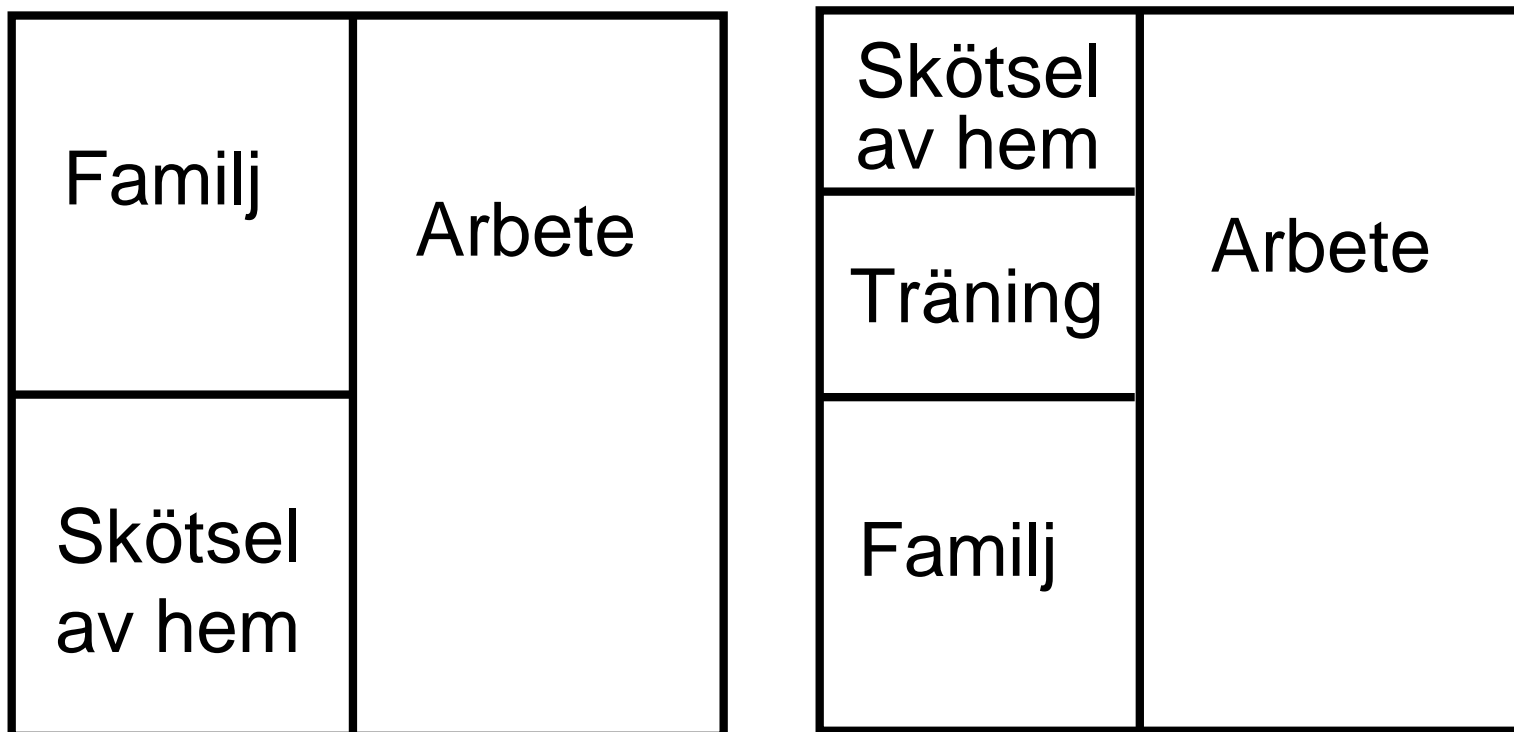 Familj
Arbete
Skötsel
av hem
Skötsel
av hem
Träning
Arbete
Familj